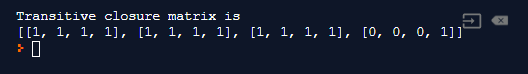 Transitive closure matrix is
[[1, 1, 1, 1], [1, 1, 1, 1], [1, 1, 1, 1], [0, 0, 0, 1]]